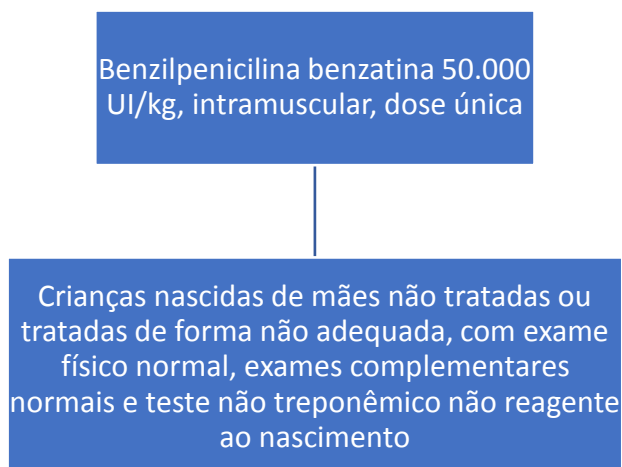 Benzilpenicilina benzatina 50.000
UI/kg, intramuscular, dose única
Crianças nascidas de mães não tratadas ou
tratadas de forma não adequada, com exame
físico normal, exames complementares
normais e teste não treponêmico não reagente
ao nascimento